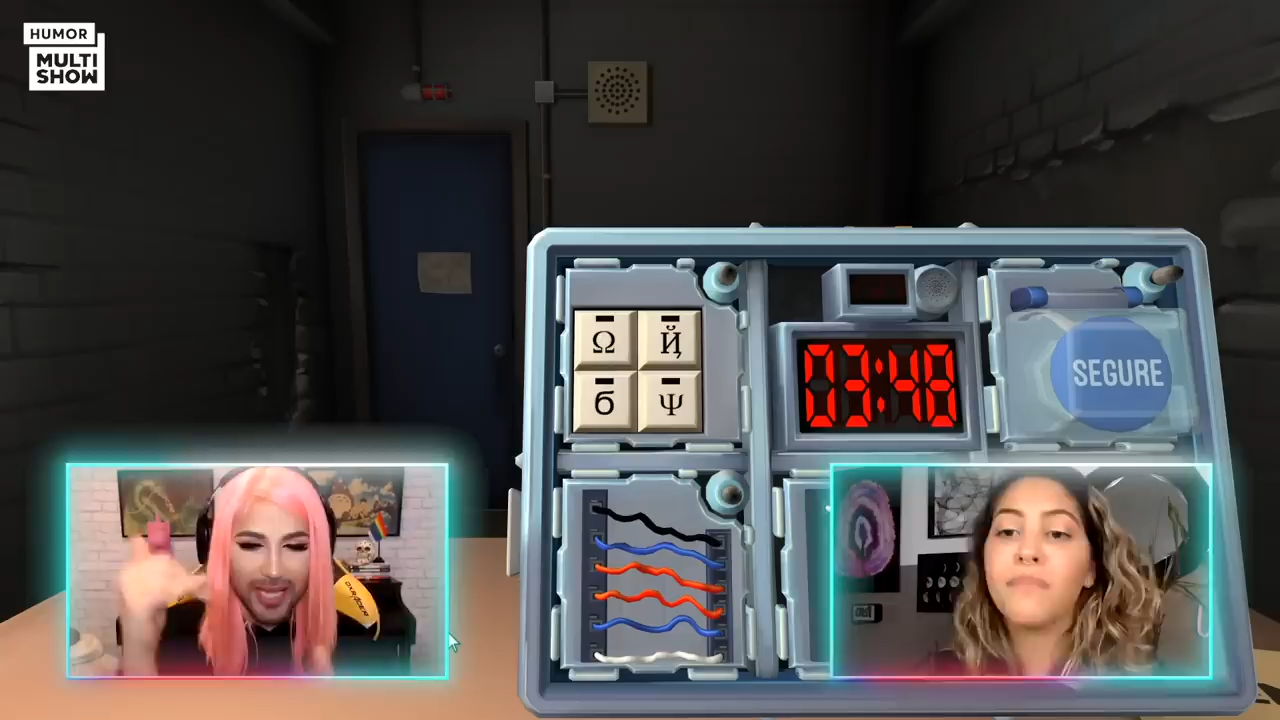 HUMOR
MULTI
SHOW
Ω Й
б Ψ
03:48
SEGURE